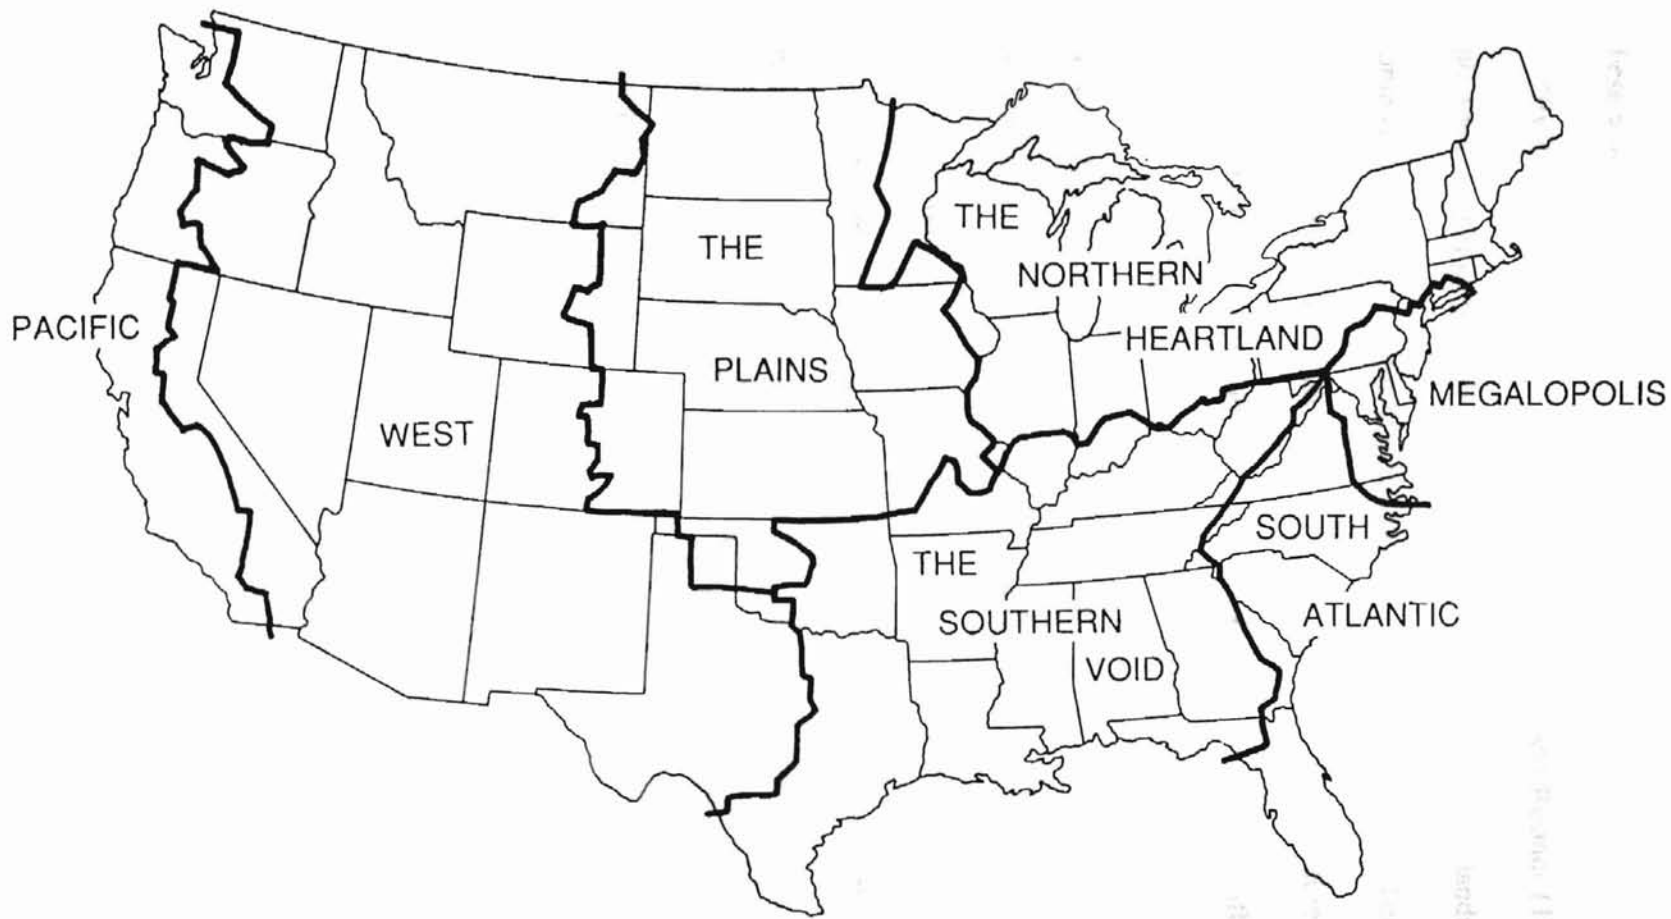 PACIFIC
WEST
THE
PLAINS
THE
NORTHERN
HEARTLAND
MEGALOPOLIS
THE
SOUTHERN
VOID
SOUTH
ATLANTIC